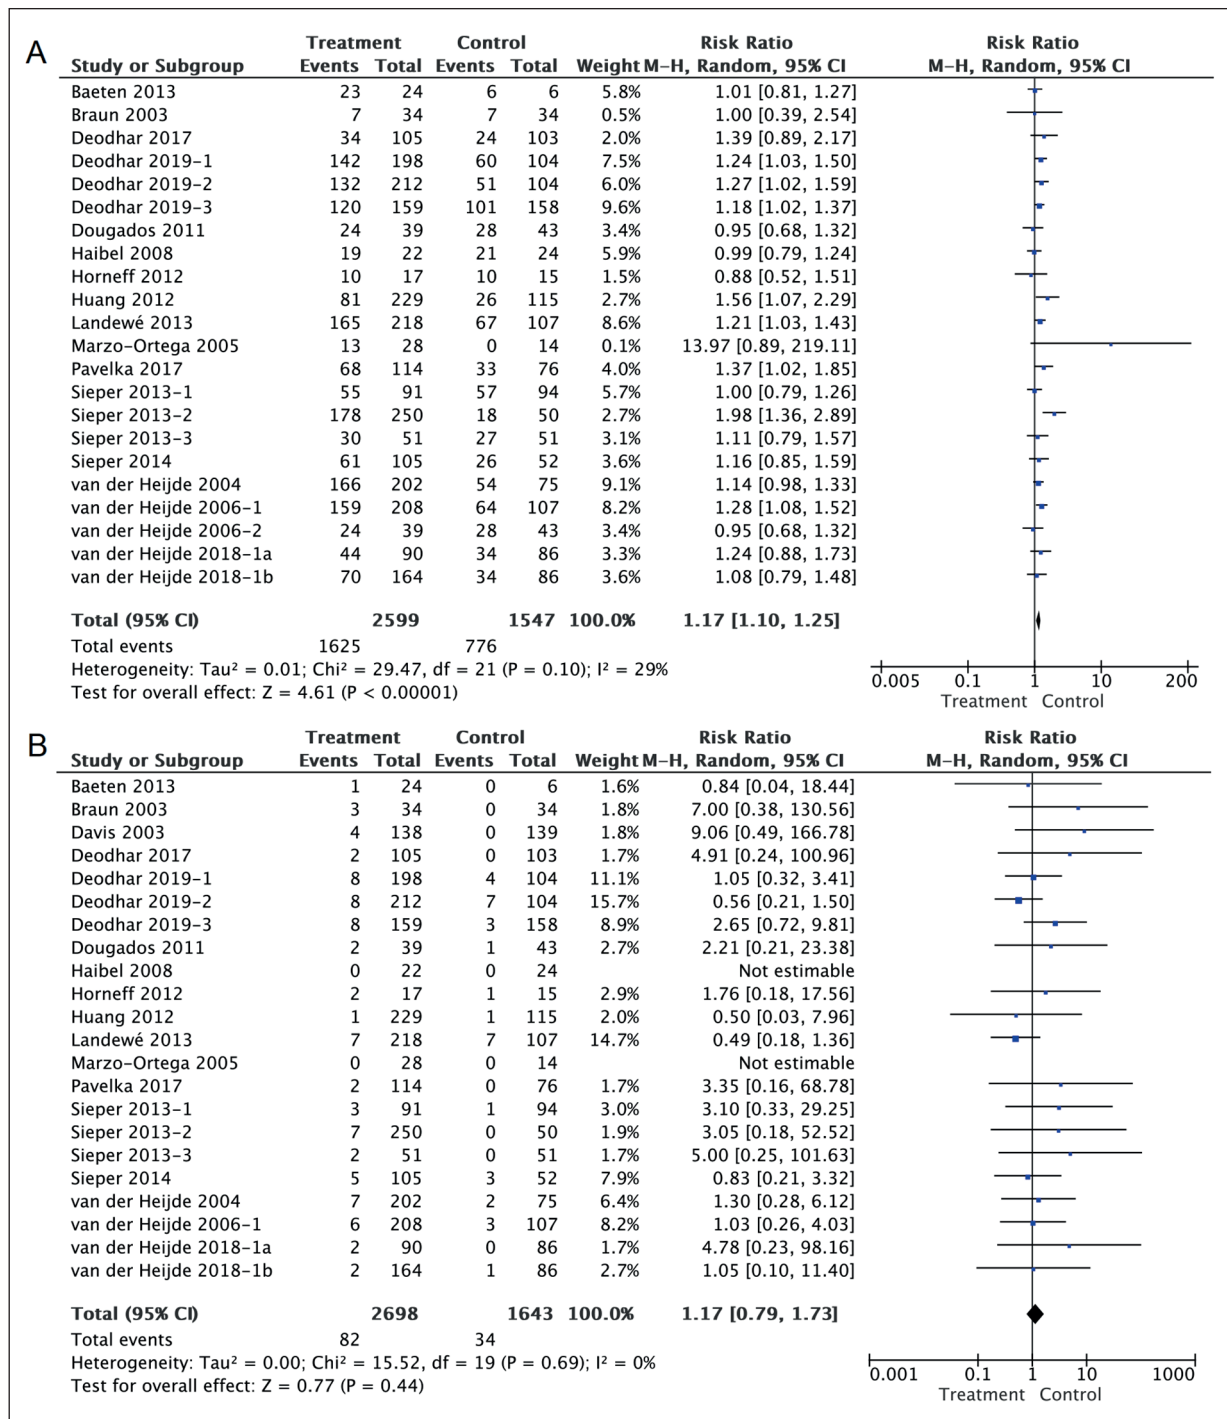 A
Treatment Control Risk Ratio Risk Ratio
Study or Subgroup Events Total Events Total Weight M-H, Random, 95% CI M-H, Random, 95% CI
Baeten 2013 23 24 6 6 5.8% 1.01 [0.81, 1.27]
Braun 2003 7 34 7 34 0.5% 1.00 [0.39, 2.54]
Deodhar 2017 34 105 24 103 2.0% 1.39 [0.89, 2.17]
Deodhar 2019-1 142 198 60 104 7.5% 1.24 [1.03, 1.50]
Deodhar 2019-2 132 212 51 104 6.0% 1.27 [1.02, 1.59]
Deodhar 2019-3 120 159 101 158 9.6% 1.18 [1.02, 1.37]
Dougados 2011 24 39 28 43 3.4% 0.95 [0.68, 1.32]
Haibel 2008 19 22 21 24 5.9% 0.99 [0.79, 1.24]
Horneff 2012 10 17 10 15 1.5% 0.88 [0.52, 1.51]
Huang 2012 81 229 26 115 2.7% 1.56 [1.07, 2.29]
Landewé 2013 165 218 67 107 8.6% 1.21 [1.03, 1.43]
Marzo-Ortega 2005 13 28 0 14 0.1% 13.97 [0.89, 219.11]
Pavelka 2017 68 114 33 76 4.0% 1.37 [1.02, 1.85]
Sieper 2013-1 55 91 57 94 5.7% 1.00 [0.79, 1.26]
Sieper 2013-2 178 250 18 50 2.7% 1.98 [1.36, 2.89]
Sieper 2013-3 30 51 27 51 3.1% 1.11 [0.79, 1.57]
Sieper 2014 61 105 26 52 3.6% 1.16 [0.85, 1.59]
van der Heijde 2004 166 202 54 75 9.1% 1.14 [0.98, 1.33]
van der Heijde 2006-1 159 208 64 107 8.2% 1.28 [1.08, 1.52]
van der Heijde 2006-2 24 39 28 43 3.4% 0.95 [0.68, 1.32]
van der Heijde 2018-1a 44 90 34 86 3.3% 1.24 [0.88, 1.73]
van der Heijde 2018-1b 70 164 34 86 3.6% 1.08 [0.79, 1.48]
Total (95% CI) 2599 1547 100.0% 1.17 [1.10, 1.25]
Total events 1625 776
Heterogeneity: Tau² = 0.01; Chi² = 29.47, df = 21 (P = 0.10); I² = 29%
Test for overall effect: Z = 4.61 (P < 0.00001)
0.005 0.1 1 10 200
Treatment Control
B
Treatment Control Risk Ratio Risk Ratio
Study or Subgroup Events Total Events Total Weight M-H, Random, 95% CI M-H, Random, 95% CI
Baeten 2013 1 24 0 6 1.6% 0.84 [0.04, 18.44]
Braun 2003 3 34 0 34 1.8% 7.00 [0.38, 130.56]
Davis 2003 4 138 0 139 1.8% 9.06 [0.49, 166.78]
Deodhar 2017 2 105 0 103 1.7% 4.91 [0.24, 100.96]
Deodhar 2019-1 8 198 4 104 11.1% 1.05 [0.32, 3.41]
Deodhar 2019-2 8 212 7 104 15.7% 0.56 [0.21, 1.50]
Deodhar 2019-3 8 159 3 158 8.9% 2.65 [0.72, 9.81]
Dougados 2011 2 39 1 43 2.7% 2.21 [0.21, 23.38]
Haibel 2008 0 22 0 24 Not estimable
Horneff 2012 2 17 1 15 2.9% 1.76 [0.18, 17.56]
Huang 2012 1 229 1 115 2.0% 0.50 [0.03, 7.96]
Landewé 2013 7 218 7 107 14.7% 0.49 [0.18, 1.36]
Marzo-Ortega 2005 0 28 0 14 Not estimable
Pavelka 2017 2 114 0 76 1.7% 3.35 [0.16, 68.78]
Sieper 2013-1 3 91 1 94 3.0% 3.10 [0.33, 29.25]
Sieper 2013-2 7 250 0 50 1.9% 3.05 [0.18, 52.52]
Sieper 2013-3 2 51 0 51 1.7% 5.00 [0.25, 101.63]
Sieper 2014 5 105 3 52 7.9% 0.83 [0.21, 3.32]
van der Heijde 2004 7 202 2 75 6.4% 1.30 [0.28, 6.12]
van der Heijde 2006-1 6 208 3 107 8.2% 1.03 [0.26, 4.03]
van der Heijde 2018-1a 2 90 0 86 1.7% 4.78 [0.23, 98.16]
van der Heijde 2018-1b 2 164 1 86 2.7% 1.05 [0.10, 11.40]
Total (95% CI) 2698 1643 100.0% 1.17 [0.79, 1.73]
Total events 82 34
Heterogeneity: Tau² = 0.00; Chi² = 15.52, df = 19 (P = 0.69); I² = 0%
Test for overall effect: Z = 0.77 (P = 0.44)
0.001 0.1 1 10 1000
Treatment Control